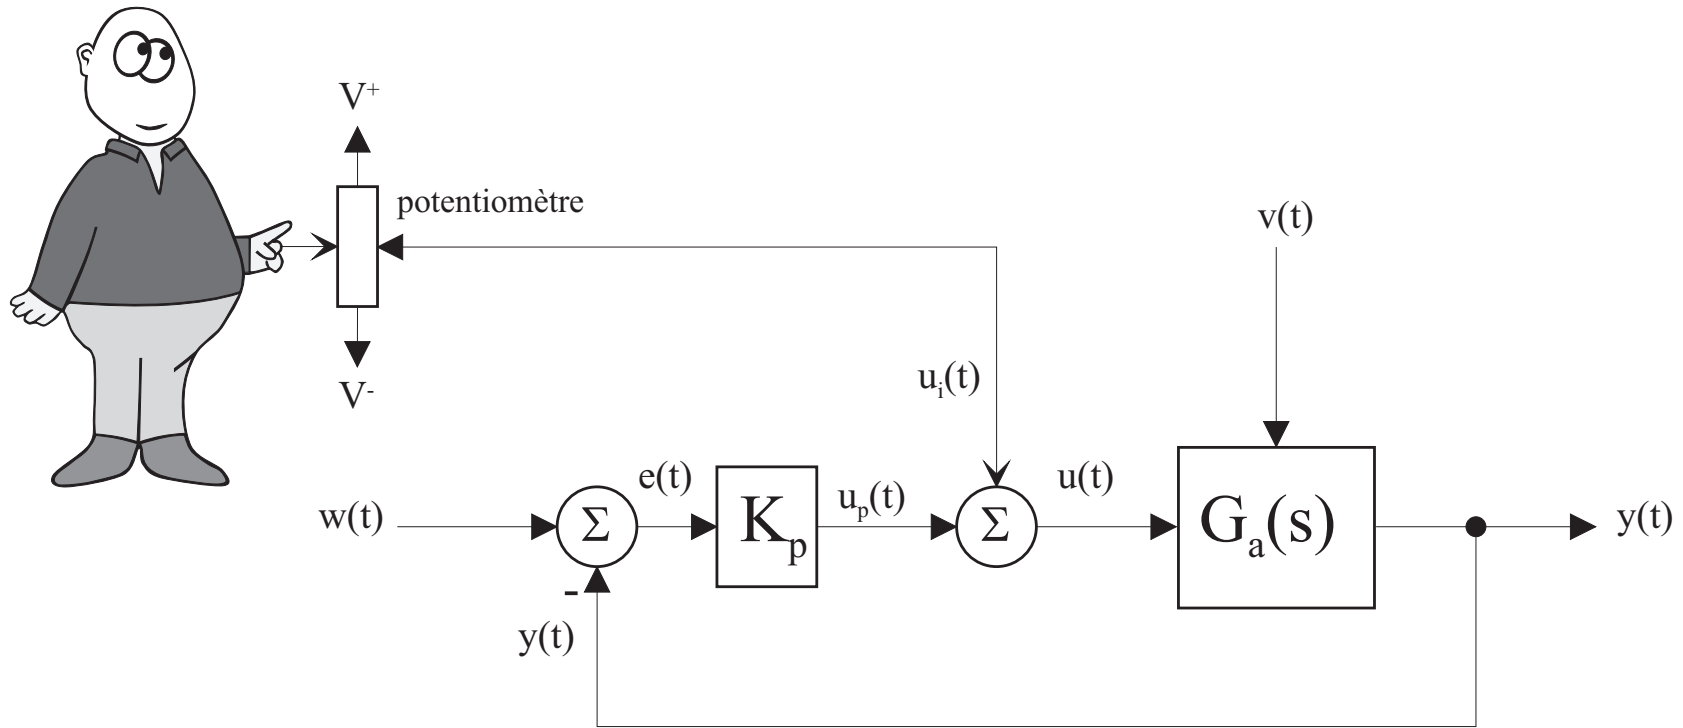 V⁺
potentiomètre
V⁻
v(t)
uᵢ(t)
w(t)
Σ
e(t)
Kₚ
uₚ(t)
Σ
u(t)
Gₐ(s)
y(t)
-
y(t)